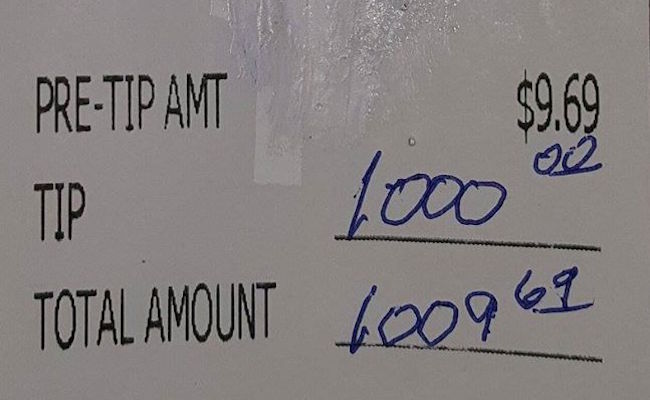 PRE-TIP AMT $9.69
TIP 1000 00
TOTAL AMOUNT 1009 69